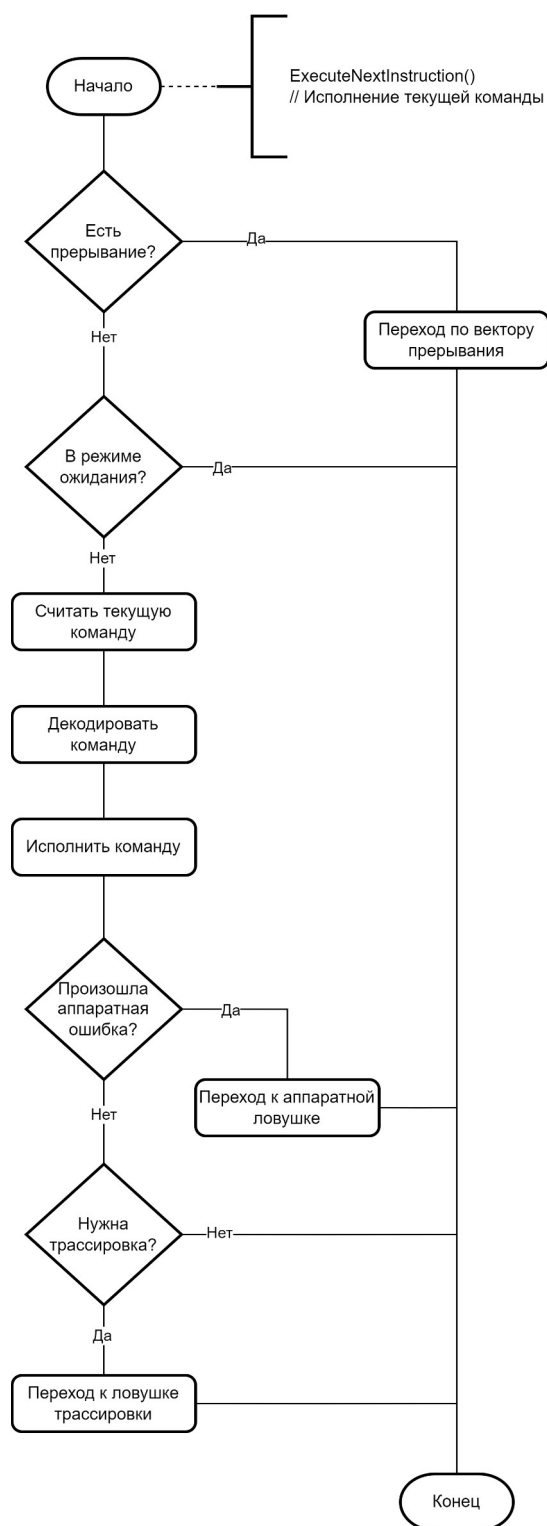 Начало
ExecuteNextInstruction()
// Исполнение текущей команды
Есть
прерывание?
Да
Нет
Переход по вектору
прерывания
В режиме
ожидания?
Да
Нет
Считать текущую
команду
Декодировать
команду
Исполнить команду
Произошла
аппаратная
ошибка?
Да
Нет
Переход к аппаратной
ловушке
Нужна
трассировка?
Нет
Да
Переход к ловушке
трассировки
Конец